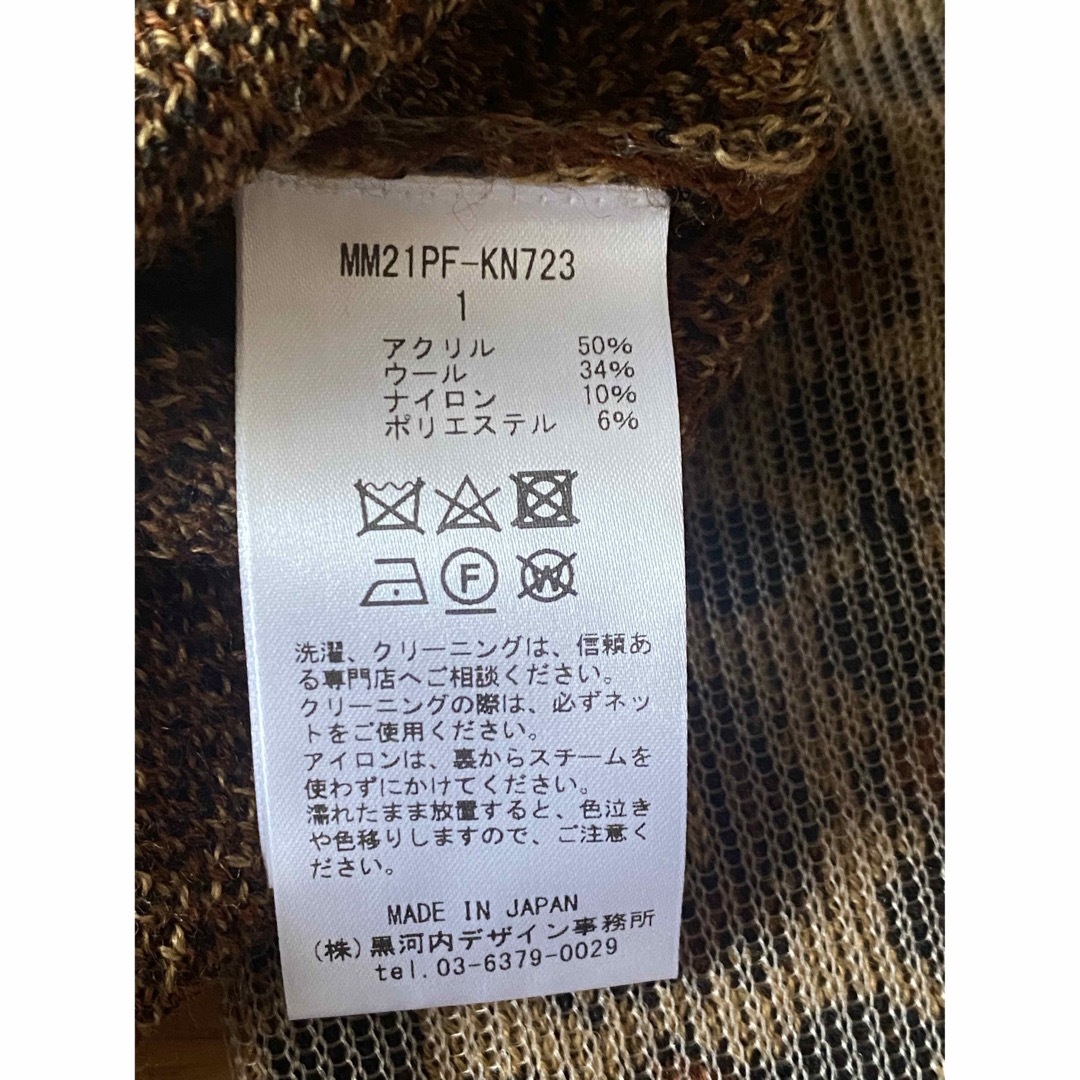 MM21PF-KN723
1
アクリル 50%
ウール 34%
ナイロン 10%
ポリエステル 6%
F
W
洗濯、クリーニングは、信頼あ
る専門店へご相談ください。
クリーニングの際は、必ずネッ
トをご使用ください。
アイロンは、裏からスチームを
使わずにかけてください。
濡れたまま放置すると、色泣き
や色移りしますので、ご注意く
ださい。
MADE IN JAPAN
(株)黒河内デザイン事務所
tel.03-6379-0029